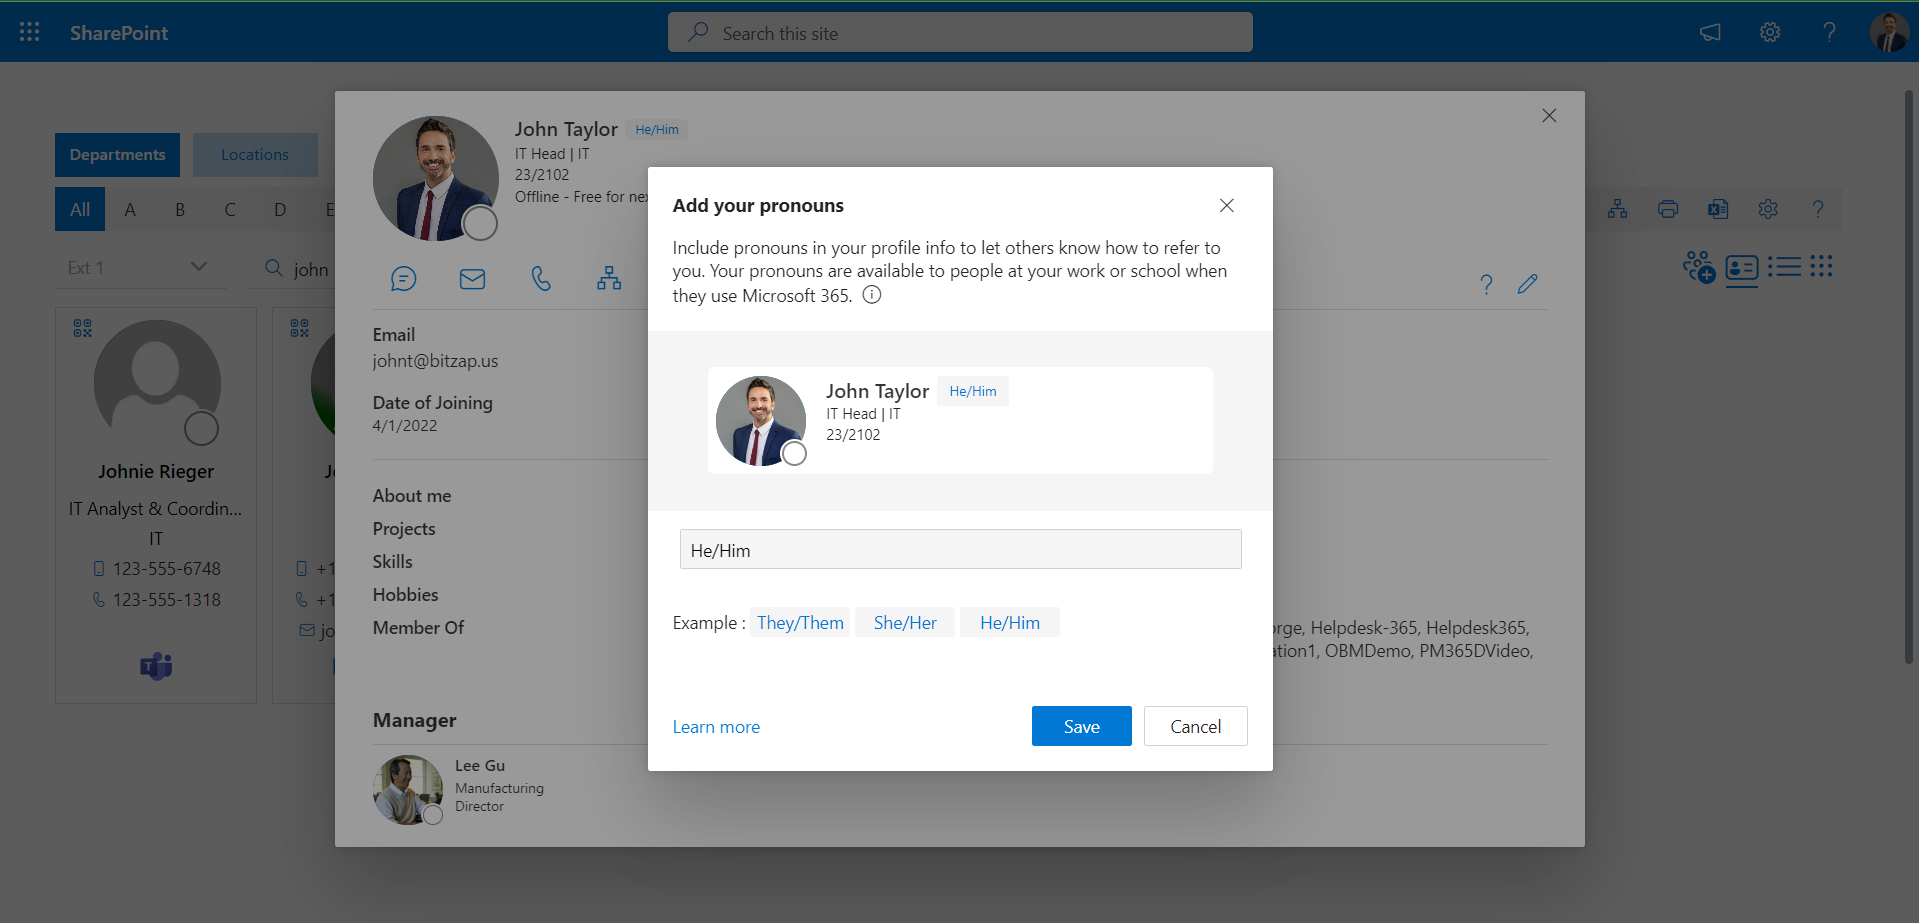 SharePoint
Search this site
Departments
Locations
All A B C D E
Ext 1
john
Johnie Rieger
IT Analyst & Coordin...
IT
123-555-6748
123-555-1318
+1
+1
jo
John Taylor He/Him
IT Head | IT
23/2102
Offline - Free for
Email
johnt@bitzap.us
Date of Joining
4/1/2022
About me
Projects
Skills
Hobbies
Member Of
Helpdesk-365, Helpdesk365,
OBMDemo, PM365DVideo,
Manager
Lee Gu
Manufacturing
Director
Add your pronouns
Include pronouns in your profile info to let others know how to refer to
you. Your pronouns are available to people at your work or school when
they use Microsoft 365.
John Taylor He/Him
IT Head | IT
23/2102
He/Him
Example : They/Them She/Her He/Him
Learn more
Save
Cancel